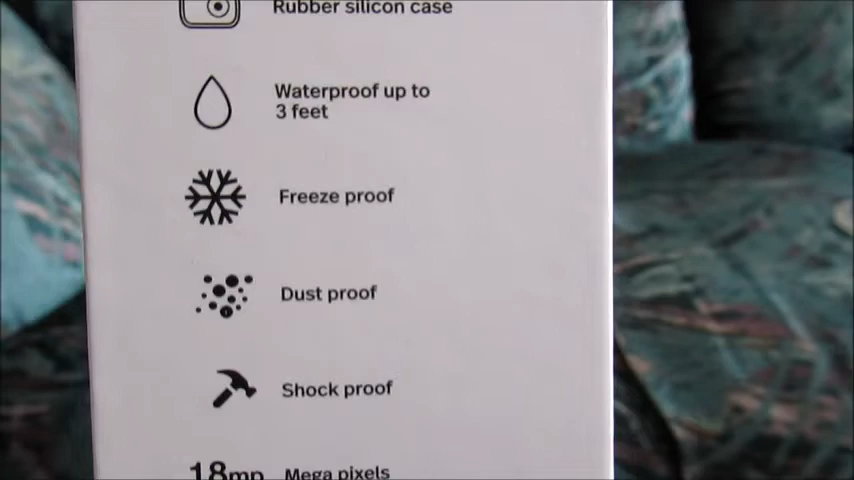 Rubber silicon case
Waterproof up to
3 feet
Freeze proof
Dust proof
Shock proof
18mp Mega pixels